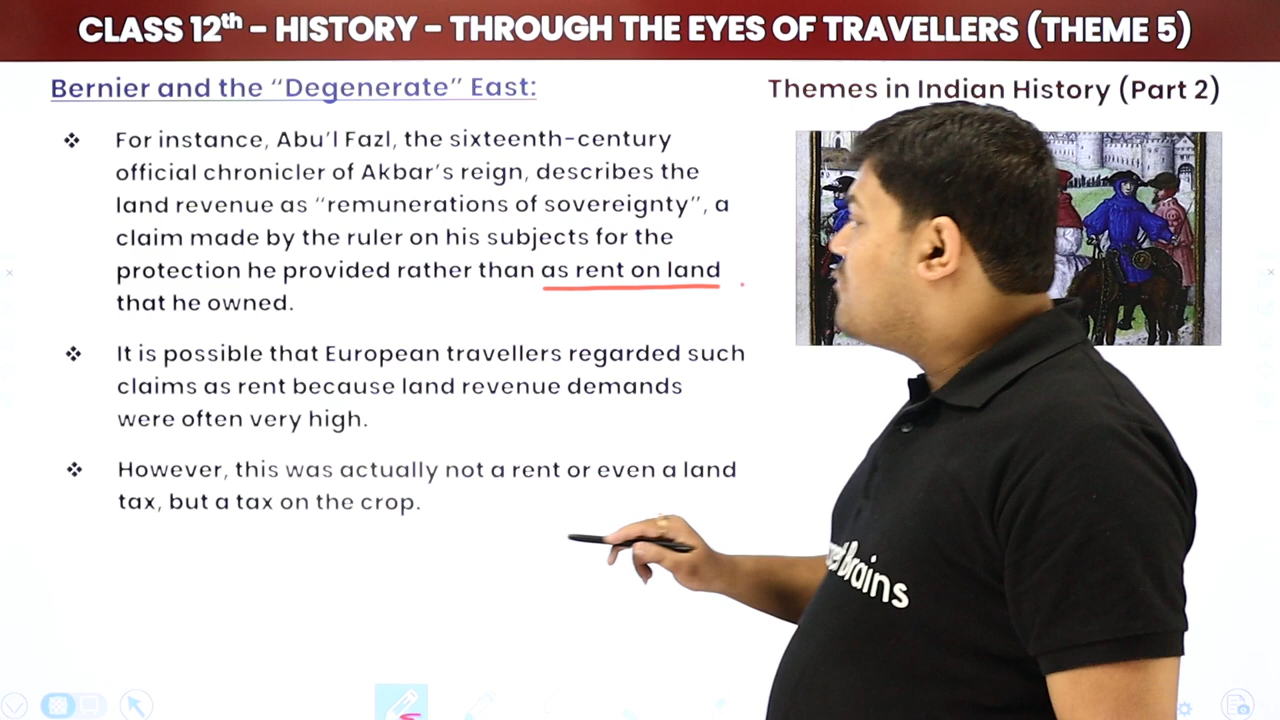 CLASS 12th – HISTORY – THROUGH THE EYES OF TRAVELLERS (THEME 5)
Bernier and the “Degenerate” East:
Themes in Indian History (Part 2)
❖ For instance, Abu’l Fazl, the sixteenth-century
official chronicler of Akbar’s reign, describes the
land revenue as “remunerations of sovereignty”, a
claim made by the ruler on his subjects for the
protection he provided rather than as rent on land
that he owned.
❖ It is possible that European travellers regarded such
claims as rent because land revenue demands
were often very high.
❖ However, this was actually not a rent or even a land
tax, but a tax on the crop.
Brains